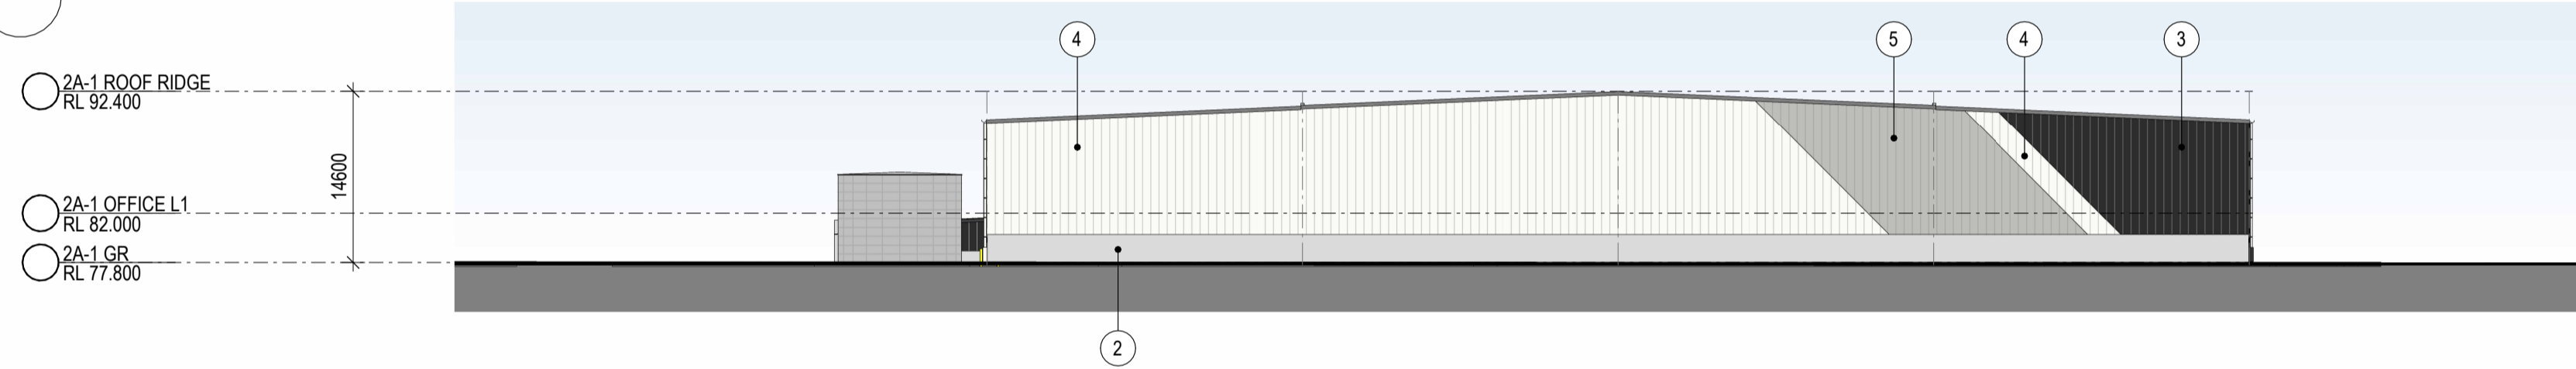 4
5
4
3
2A-1 ROOF RIDGE
RL 92.400
14600
2A-1 OFFICE L1
RL 82.000
2A-1 GR
RL 77.800
2